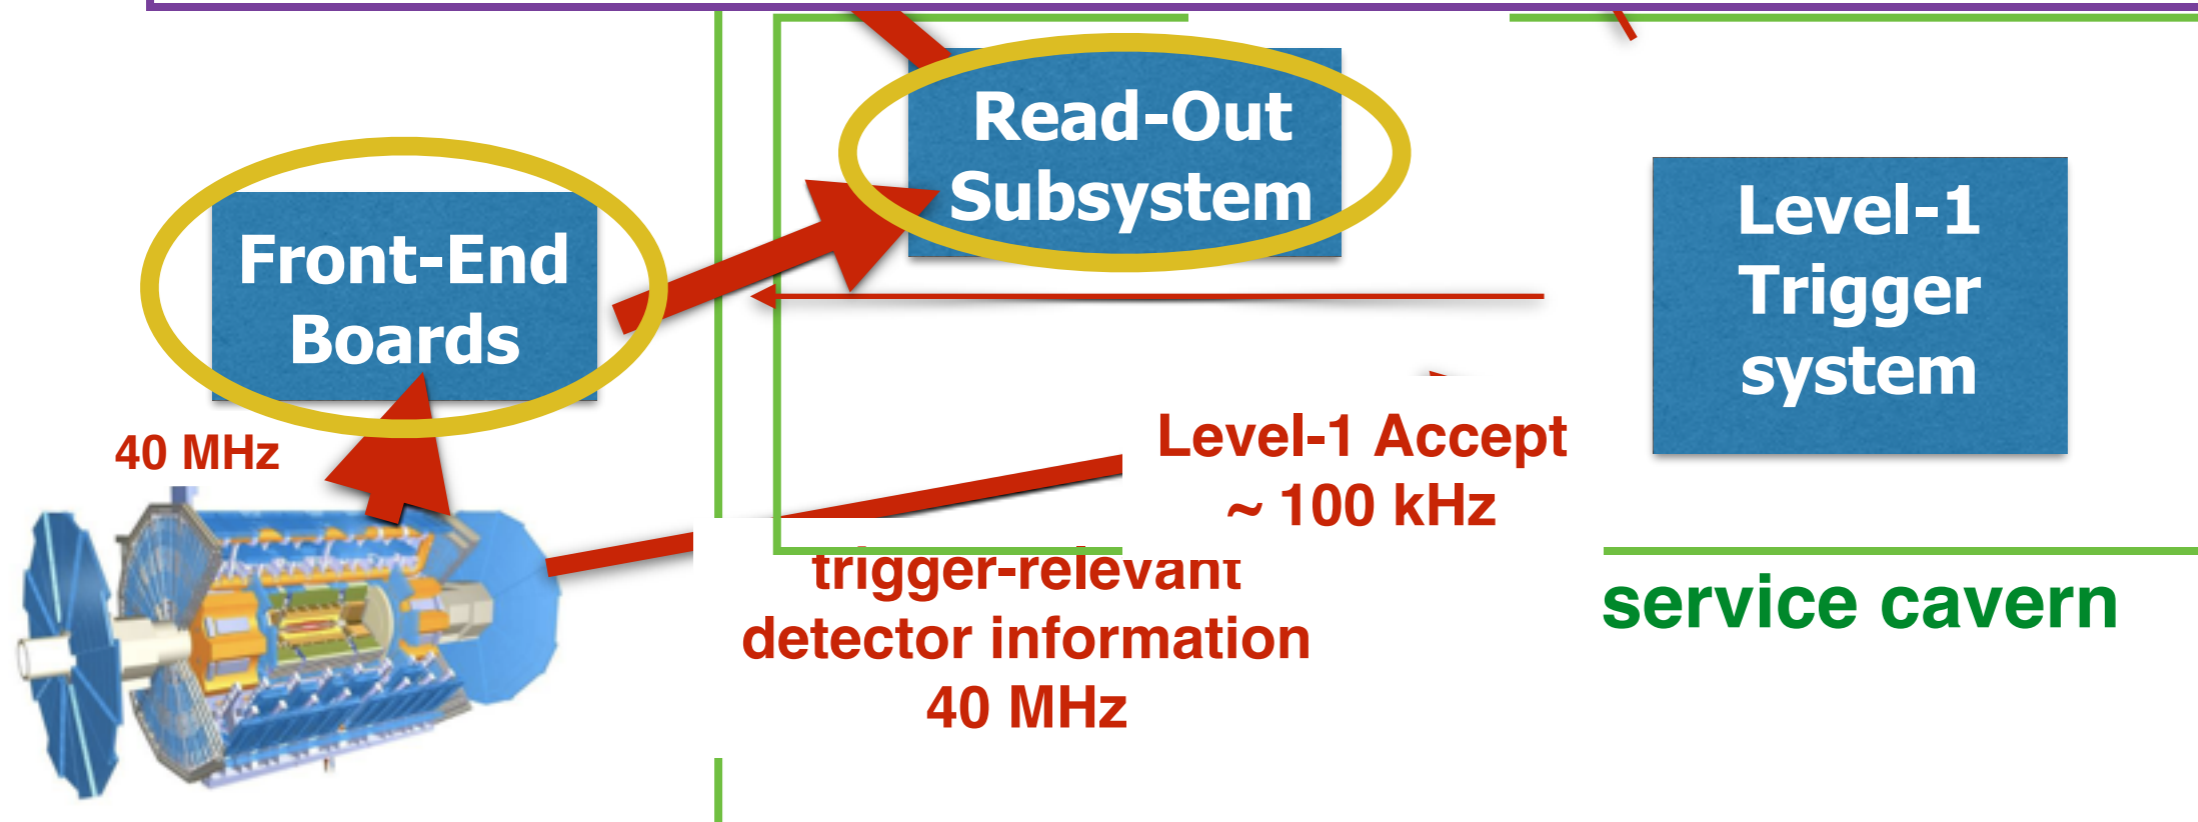 Read-Out
Subsystem
Front-End
Boards
Level-1
Trigger
system
40 MHz
Level-1 Accept
~ 100 kHz
trigger-relevant
detector information
40 MHz
service cavern